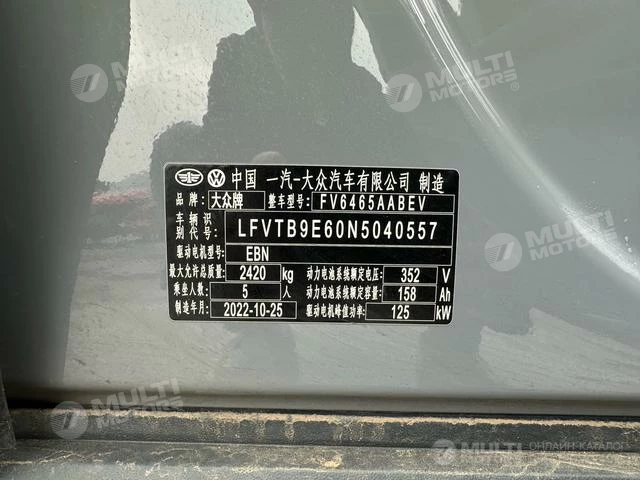 中国 一汽-大众汽车有限公司 制造
品牌: 大众牌 整车型号: FV6465AABEV
车辆识别代号: LFVTB9E60N5040557
驱动电机型号: EBN
最大允许总质量: 2420 kg 动力电池系统额定电压: 352 V
乘坐人数: 5 人 动力电池系统额定容量: 158 Ah
制造年月: 2022-10-25 驱动电机峰值功率: 125 kW
MULTI MOTORS
MULTI MOTORS
MULTI MOTORS
MULTI MOTORS
MULTI ОНЛАЙН-КАТАЛОГ